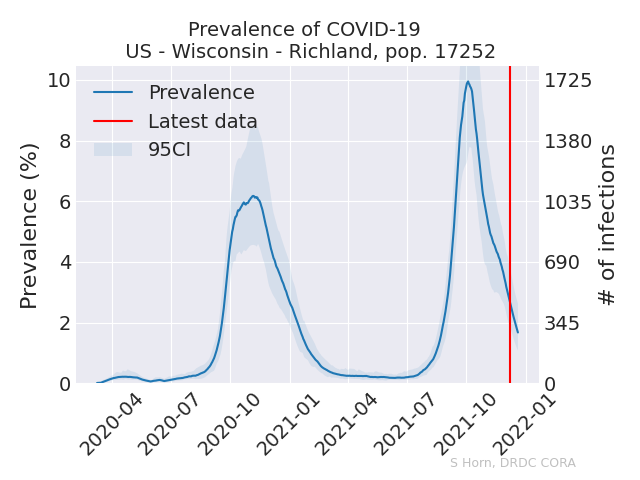 Prevalence of COVID-19
US - Wisconsin - Richland, pop. 17252
Prevalence (%)
10
8
6
4
2
0
Prevalence
Latest data
95CI
1725
1380
1035
690
345
0
# of infections
2020-04
2020-07
2020-10
2021-01
2021-04
2021-07
2021-10
2022-01
S Horn, DRDC CORA